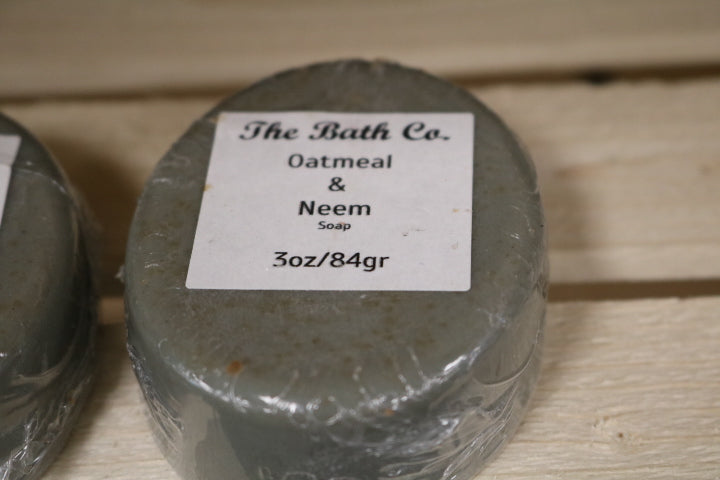 The Bath Co.
Oatmeal
&
Neem
Soap
3oz/84gr